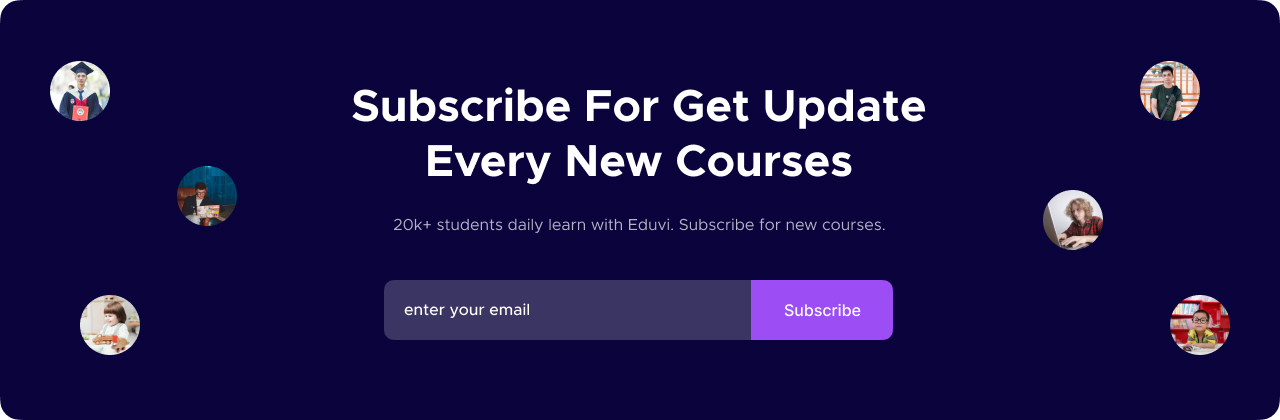 Subscribe For Get Update
Every New Courses
20k+ students daily learn with Eduvi. Subscribe for new courses.
enter your email
Subscribe